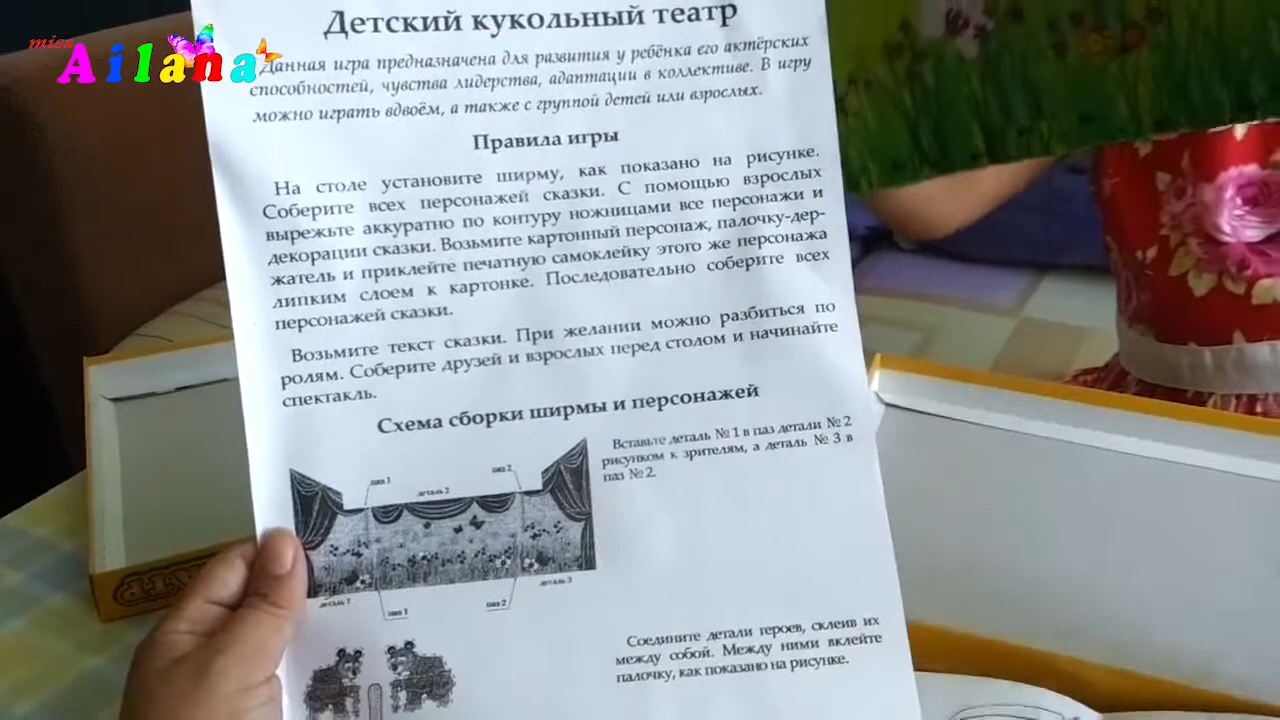 miss
Ailana
Детский кукольный театр
Данная игра предназначена для развития у ребёнка его актёрских
способностей, чувства лидерства, адаптации в коллективе. В игру
можно играть вдвоём, а также с группой детей или взрослых.
Правила игры
На столе установите ширму, как показано на рисунке.
Соберите всех персонажей сказки. С помощью взрослых
вырежьте аккуратно по контуру ножницами все персонажи и
декорации сказки. Возьмите картонный персонаж, палочку-дер-
жатель и приклейте печатную самоклейку этого же персонажа
липким слоем к картонке. Последовательно соберите всех
персонажей сказки.
Возьмите текст сказки. При желании можно разбиться по
ролям. Соберите друзей и взрослых перед столом и начинайте
спектакль.
Схема сборки ширмы и персонажей
Вставьте деталь № 1 в паз детали № 2
рисунком к зрителям, а деталь № 3 в
паз № 2.
паз 1
деталь 2
паз 2
деталь 1
паз 1
паз 2
деталь 3
Соедините детали героев, склеив их
между собой. Между ними вклейте
палочку, как показано на рисунке.